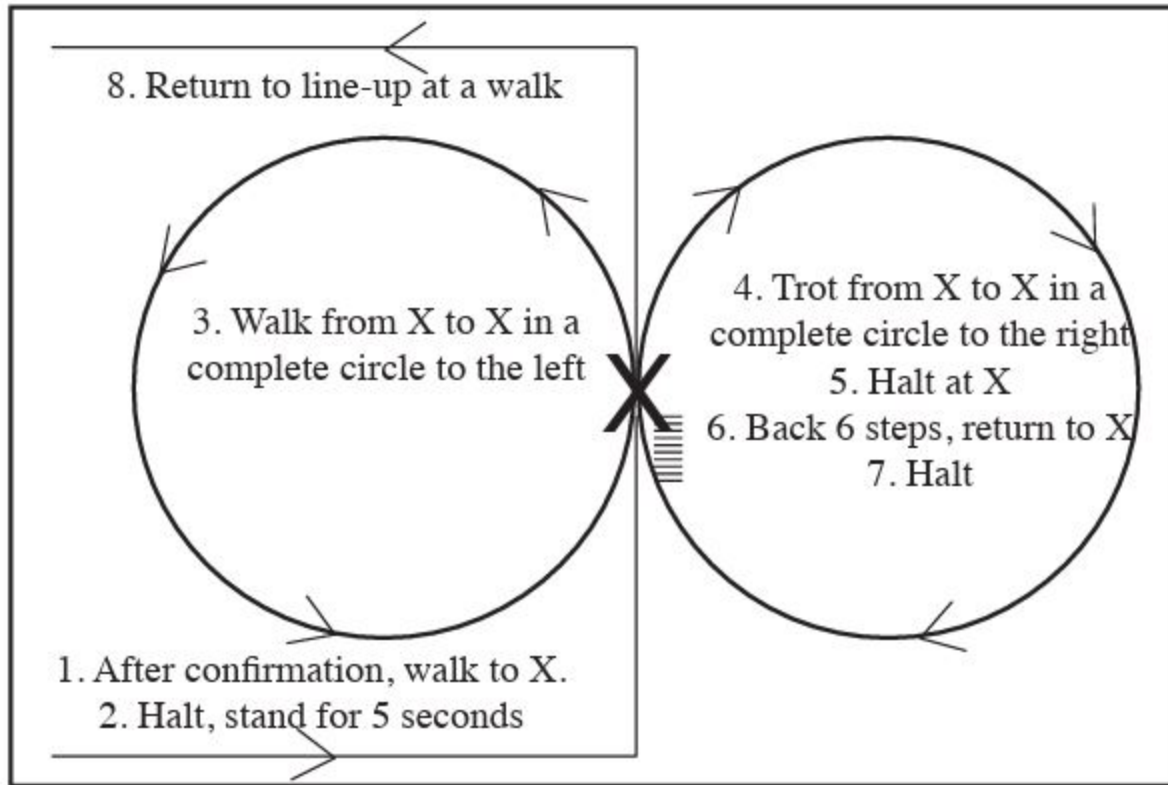 8. Return to line-up at a walk
3. Walk from X to X in a
complete circle to the left
4. Trot from X to X in a
complete circle to the right
5. Halt at X
6. Back 6 steps, return to X
7. Halt
X
1. After confirmation, walk to X.
2. Halt, stand for 5 seconds